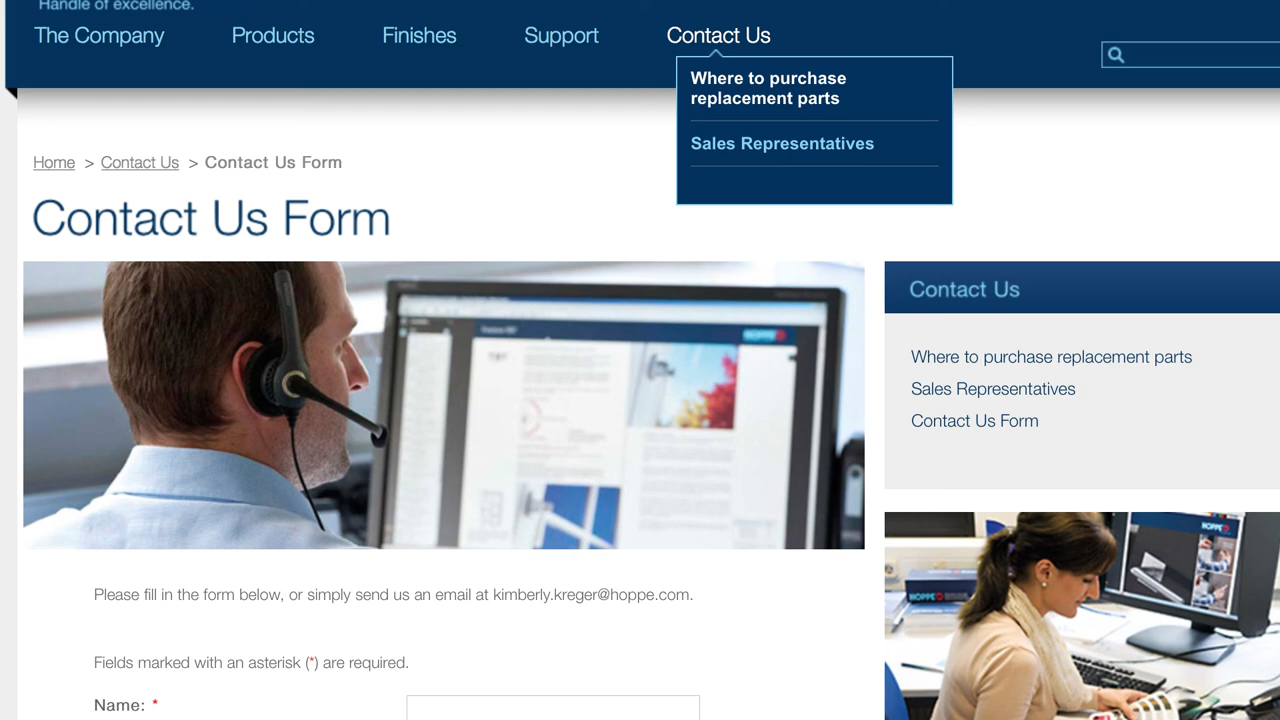 Handle of excellence.
The Company Products Finishes Support Contact Us
Where to purchase
replacement parts
Sales Representatives
Home > Contact Us > Contact Us Form
Contact Us Form
HOPPE
Contact Us
Where to purchase replacement parts
Sales Representatives
Contact Us Form
HOPPE
HOPPE
Please fill in the form below, or simply send us an email at kimberly.kreger@hoppe.com.
Fields marked with an asterisk (*) are required.
Name: *